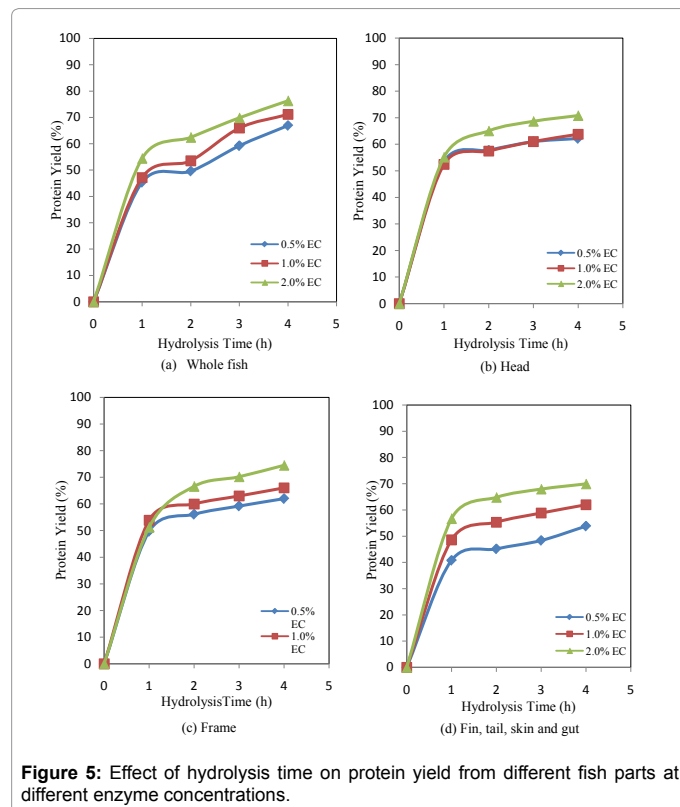 100
90
80
70
60
50
40
30
20
10
0
Protein Yield (%)
0.5% EC
1.0% EC
2.0% EC
0 1 2 3 4 5
Hydrolysis Time (h)
(a) Whole fish
100
90
80
70
60
50
40
30
20
10
0
Protein Yield (%)
0.5% EC
1.0% EC
2.0% EC
0 1 2 3 4 5
Hydrolysis Time (h)
(b) Head
100
90
80
70
60
50
40
30
20
10
0
Protein Yield (%)
0.5%
EC
1.0%
EC
0 1 2 3 4 5
HydrolysisTime (h)
(c) Frame
100
90
80
70
60
50
40
30
20
10
0
Protein Yield (%)
0.5% EC
1.0% EC
2.0% EC
0 1 2 3 4 5
Hydrolysis Time (h)
(d) Fin, tail, skin and gut
Figure 5: Effect of hydrolysis time on protein yield from different fish parts at
different enzyme concentrations.